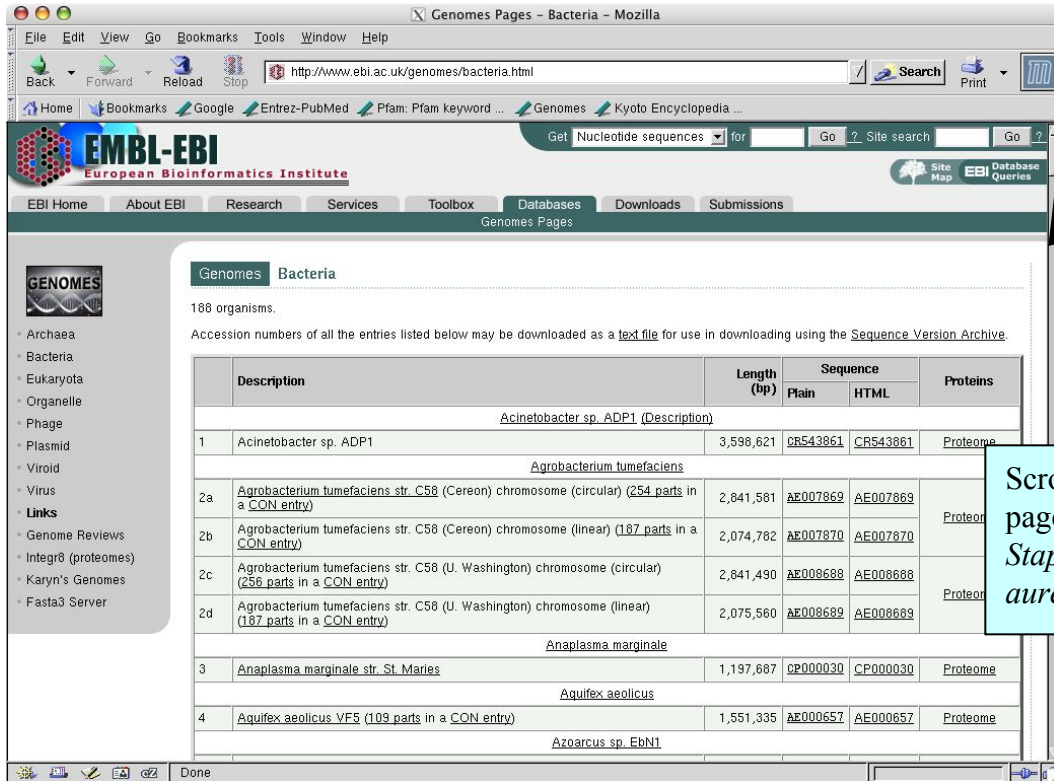 Genomes Pages - Bacteria - Mozilla
File Edit View Go Bookmarks Tools Window Help
Back Forward Reload Stop http://www.ebi.ac.uk/genomes/bacteria.html Search Print
Home Bookmarks Google Entrez-PubMed Pfam: Pfam keyword ... Genomes Kyoto Encyclopedia ...
EMBL-EBI
European Bioinformatics Institute
Get Nucleotide sequences for Go ? Site search Go ?
Site Map EBI Database Queries
EBI Home About EBI Research Services Toolbox Databases Downloads Submissions
Genomes Pages
GENOMES
Archaea
Bacteria
Eukaryota
Organelle
Phage
Plasmid
Viroid
Virus
Links
Genome Reviews
Integr8 (proteomes)
Karyn's Genomes
Fasta3 Server
Genomes Bacteria
188 organisms.
Accession numbers of all the entries listed below may be downloaded as a text file for use in downloading using the Sequence Version Archive.
Description Length (bp) Sequence Plain HTML Proteins
Acinetobacter sp. ADP1 (Description)
1 Acinetobacter sp. ADP1 3,598,621 CR543861 CR543861 Proteome
Agrobacterium tumefaciens
2a Agrobacterium tumefaciens str. C58 (Cereon) chromosome (circular) (254 parts in
a CON entry) 2,841,581 AE007869 AE007869
2b Agrobacterium tumefaciens str. C58 (Cereon) chromosome (linear) (187 parts in a
CON entry) 2,074,782 AE007870 AE007870
2c Agrobacterium tumefaciens str. C58 (U. Washington) chromosome (circular)
(256 parts in a CON entry) 2,841,490 AE008688 AE008688
2d Agrobacterium tumefaciens str. C58 (U. Washington) chromosome (linear)
(187 parts in a CON entry) 2,075,560 AE008689 AE008689
Anaplasma marginale
3 Anaplasma marginale str. St. Maries 1,197,687 CP000030 CP000030 Proteome
Aquifex aeolicus
4 Aquifex aeolicus VF5 (109 parts in a CON entry) 1,551,335 AE000657 AE000657 Proteome
Azoarcus sp. EbN1
Done